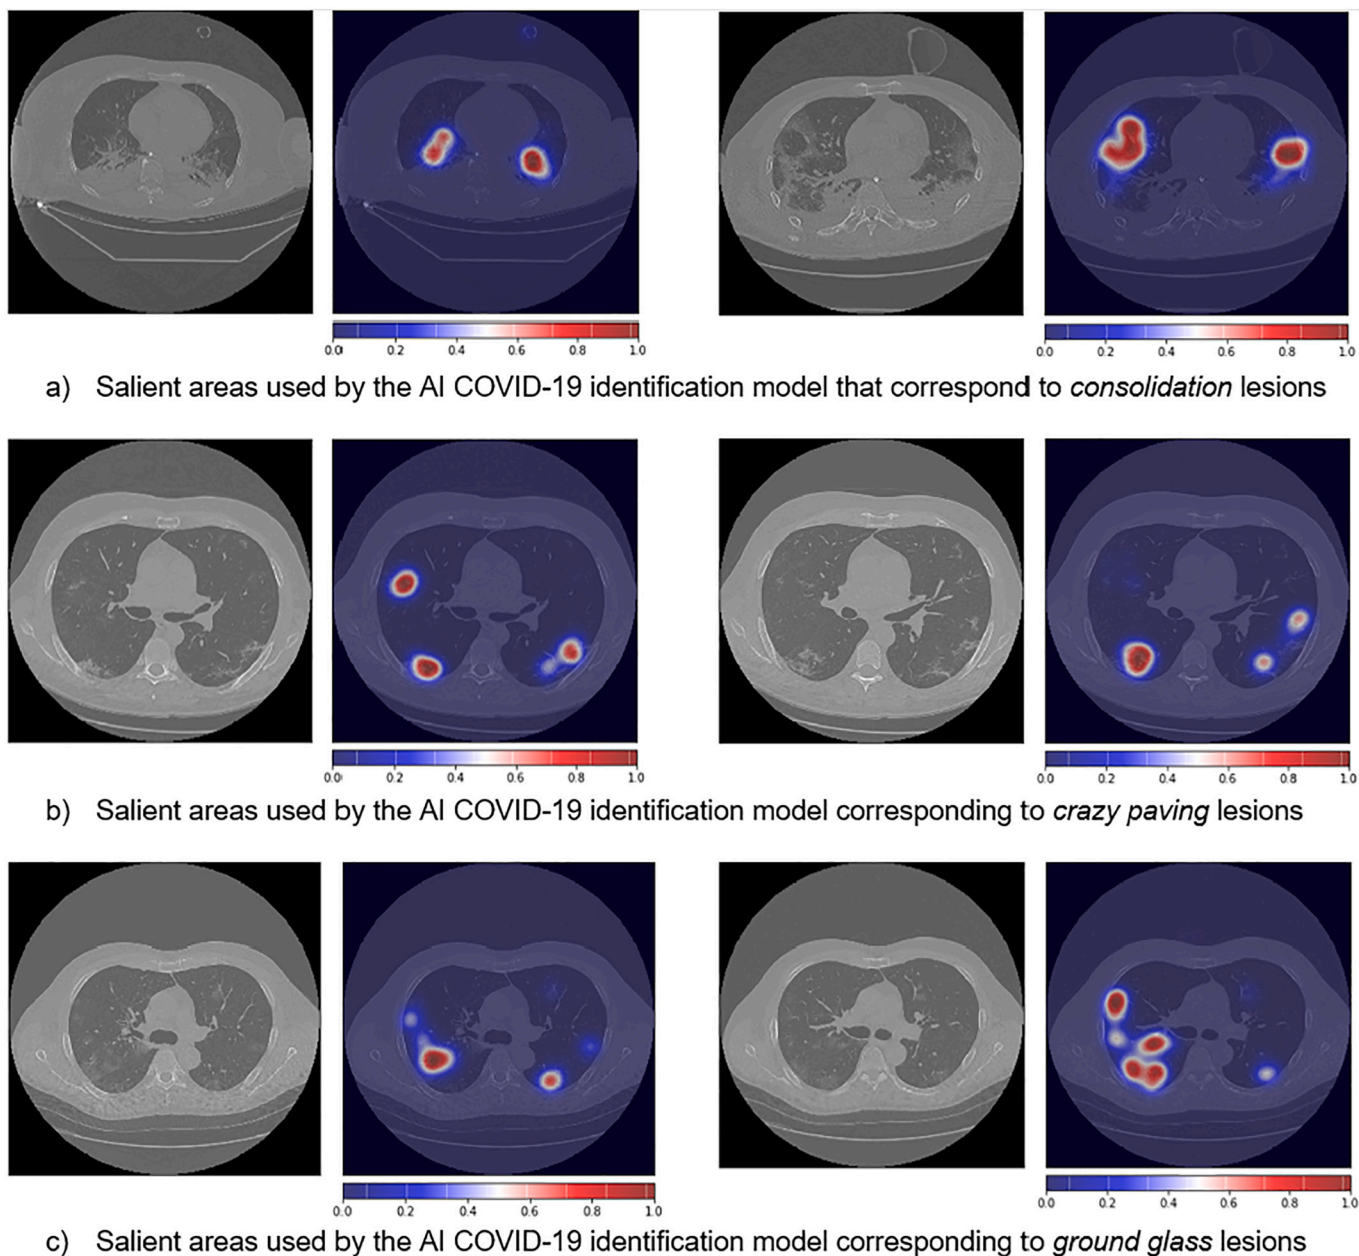 0.0 0.2 0.4 0.6 0.8 1.0 0.0 0.2 0.4 0.6 0.8 1.0
a) Salient areas used by the AI COVID-19 identification model that correspond to consolidation lesions
0.0 0.2 0.4 0.6 0.8 1.0 0.0 0.2 0.4 0.6 0.8 1.0
b) Salient areas used by the AI COVID-19 identification model corresponding to crazy paving lesions
0.0 0.2 0.4 0.6 0.8 1.0 0.0 0.2 0.4 0.6 0.8 1.0
c) Salient areas used by the AI COVID-19 identification model corresponding to ground glass lesions